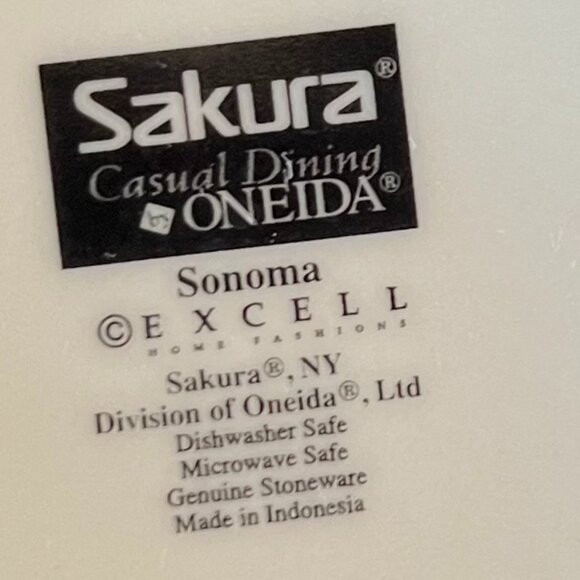 Sakura®
Casual Dining
by ONEIDA®
Sonoma
© EXCELL
HOME FASHIONS
Sakura®, NY
Division of Oneida®, Ltd
Dishwasher Safe
Microwave Safe
Genuine Stoneware
Made in Indonesia